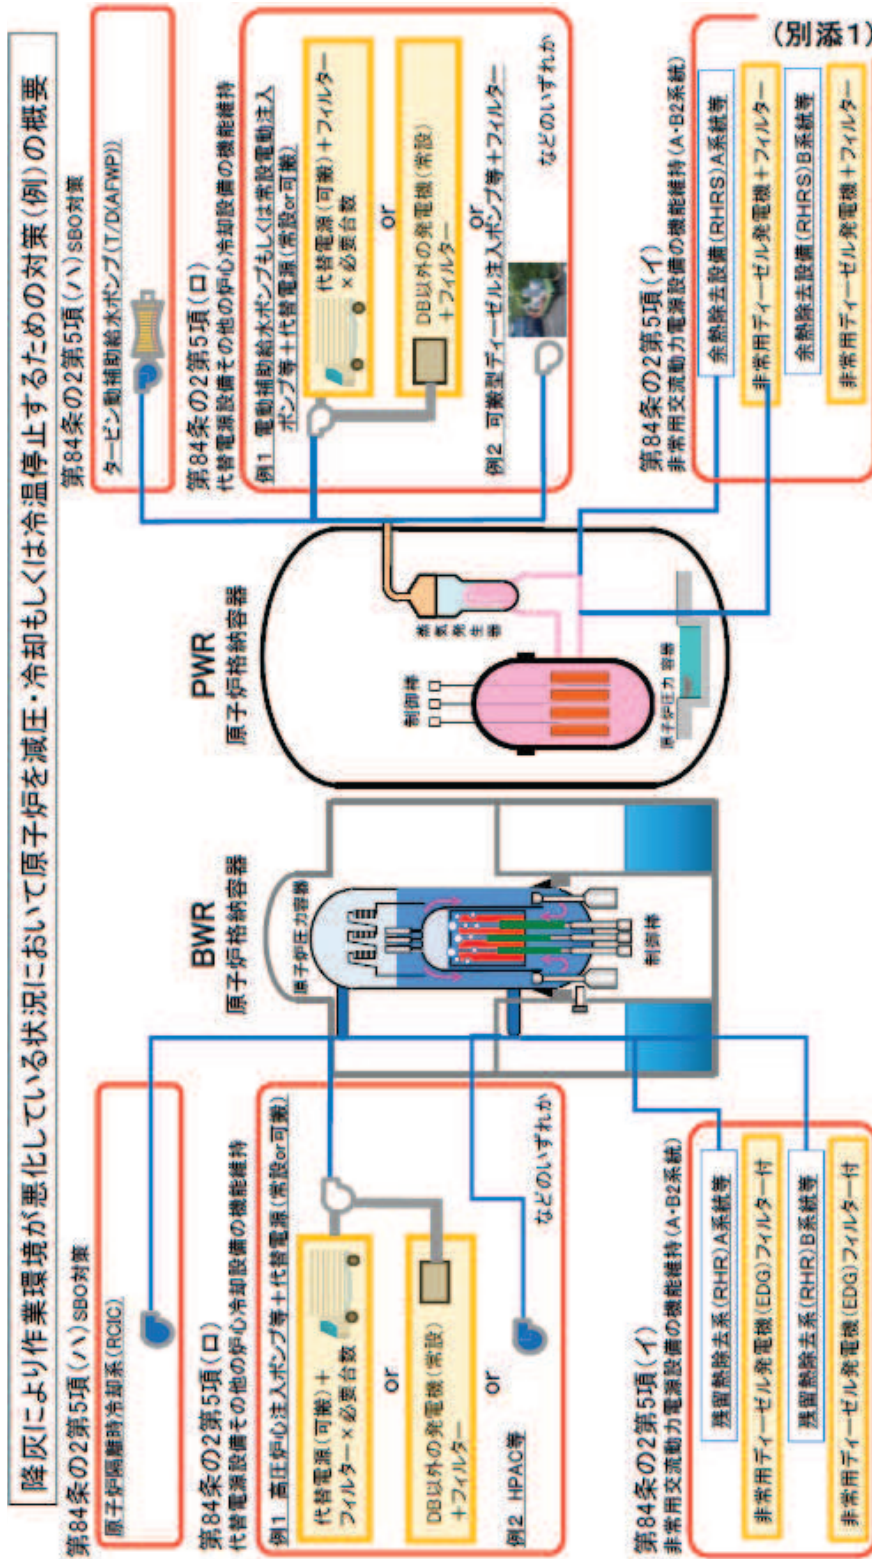 (別添1)
降灰により作業環境が悪化している状況において原子炉を減圧・冷却もしくは冷温停止するための対策(例)の概要
第84条の2第5項(ハ)SBO対策
原子炉隔離時冷却系(RCIC)
第84条の2第5項(ロ)
代替電源設備その他の炉心冷却設備の機能維持
例1 高圧炉心注入ポンプ等+代替電源(常設or可搬)
代替電源(可搬)+
フィルター×必要台数
or
DB以外の発電機(常設)
+フィルター
or
例2 HPAC等
などのいずれか
第84条の2第5項(イ)
非常用交流動力電源設備の機能維持(A・B2系統)
残留熱除去系(RHR)A系統等
非常用ディーゼル発電機(EDG)フィルター付
残留熱除去系(RHR)B系統等
非常用ディーゼル発電機(EDG)フィルター付
BWR
原子炉格納容器
原子炉圧力容器
制御棒
PWR
原子炉格納容器
制御棒
蒸気発生器
原子炉圧力容器
第84条の2第5項(ハ)SBO対策
タービン動補助給水ポンプ(T/D(AFWP))
第84条の2第5項(ロ)
代替電源設備その他の炉心冷却設備の機能維持
例1 電動補助給水ポンプもしくは常設電動注入
ポンプ等+代替電源(常設or可搬)
代替電源(可搬)+フィルター
×必要台数
or
DB以外の発電機(常設)
+フィルター
or
例2 可搬型ディーゼル注入ポンプ等+フィルター
などのいずれか
第84条の2第5項(イ)
非常用交流動力電源設備の機能維持(A・B2系統)
余熱除去設備(RHRS)A系統等
非常用ディーゼル発電機+フィルター
余熱除去設備(RHRS)B系統等
非常用ディーゼル発電機+フィルター